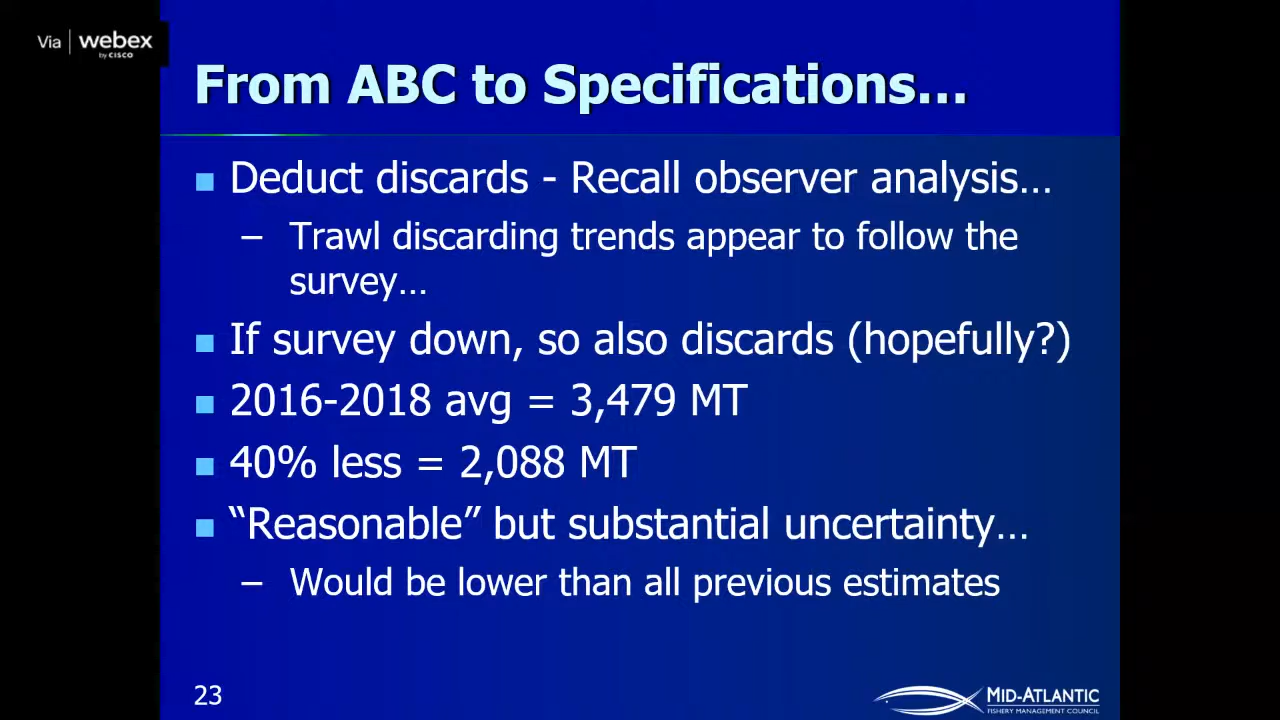 Via | webex
by CISCO
From ABC to Specifications…
Deduct discards - Recall observer analysis…
– Trawl discarding trends appear to follow the
survey…
If survey down, so also discards (hopefully?)
2016-2018 avg = 3,479 MT
40% less = 2,088 MT
“Reasonable” but substantial uncertainty…
– Would be lower than all previous estimates
23
MID-ATLANTIC
FISHERY MANAGEMENT COUNCIL